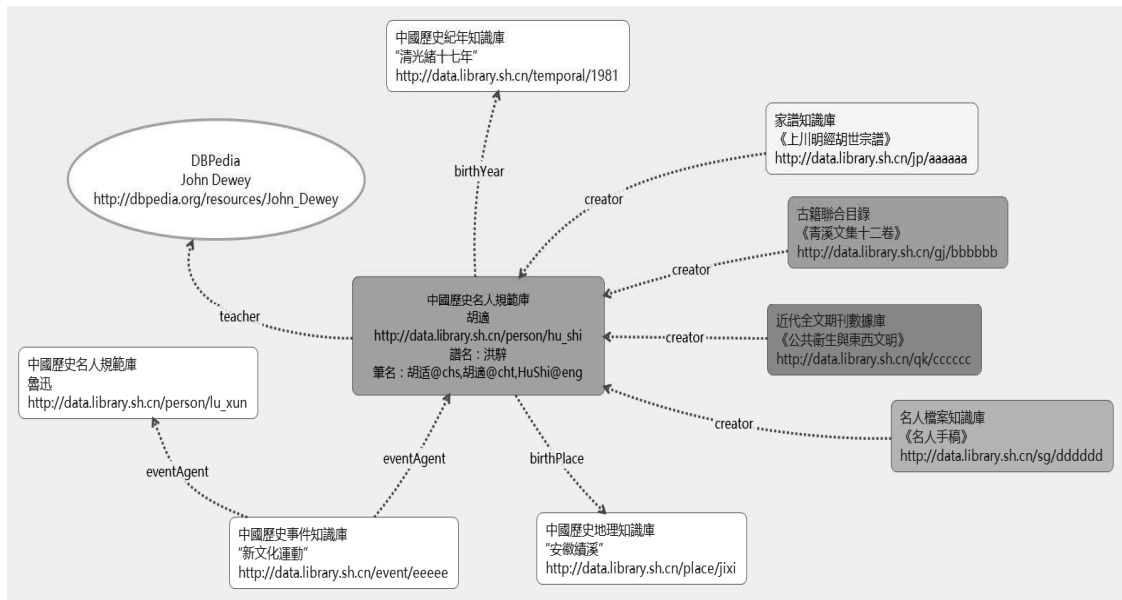 中國歷史紀年知識庫
“清光緒十七年”
http://data.library.sh.cn/temporal/1981
家譜知識庫
《上川明經胡世宗譜》
http://data.library.sh.cn/jp/aaaaaa
DBPedia
John Dewey
http://dbpedia.org/resources/John_Dewey
birthYear
creator
古籍聯合目錄
《青溪文集十二卷》
http://data.library.sh.cn/gj/bbbbbb
creator
中國歷史名人規範庫
胡適
http://data.library.sh.cn/person/hu_shi
譜名：洪騂
筆名：胡适@chs,胡適@cht,HuShi@eng
teacher
creator
近代全文期刊數據庫
《公共衛生與東西文明》
http://data.library.sh.cn/qk/cccccc
中國歷史名人規範庫
魯迅
http://data.library.sh.cn/person/lu_xun
creator
名人檔案知識庫
《名人手稿》
http://data.library.sh.cn/sg/dddddd
eventAgent
eventAgent
birthPlace
中國歷史事件知識庫
“新文化運動”
http://data.library.sh.cn/event/eeeee
中國歷史地理知識庫
“安徽績溪”
http://data.library.sh.cn/place/jixi